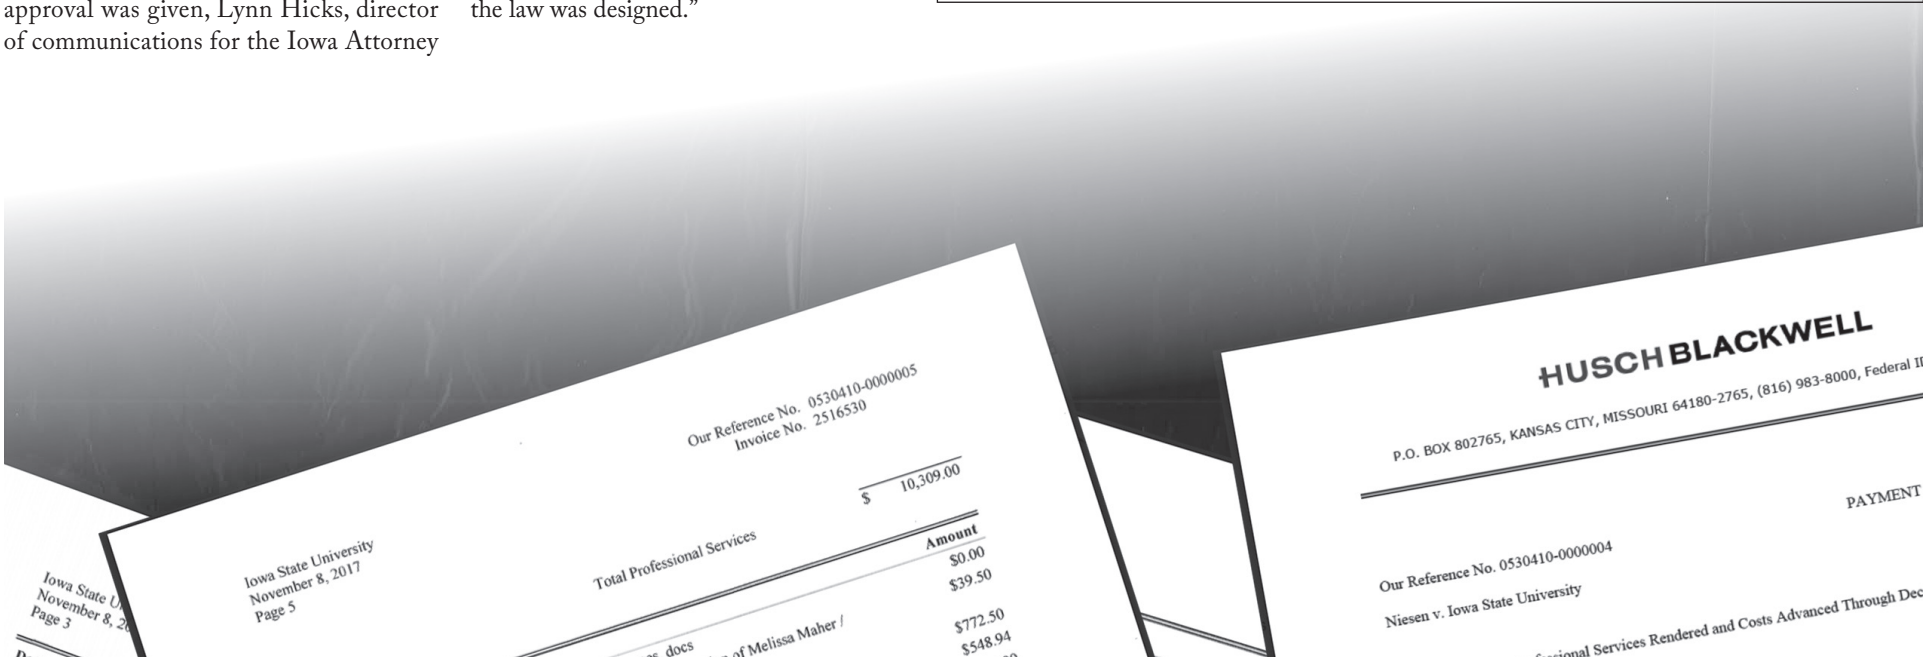 approval was given, Lynn Hicks, director
of communications for the Iowa Attorney
the law was designed.”
Iowa State
November 8,
Page 3
Our Reference No. 0530410-0000005
Invoice No. 2516530
$ 10,309.00
Iowa State University
November 8, 2017
Page 5
Total Professional Services
Amount
$0.00
$39.50
docs
of Melissa Maher /
$772.50
$548.94
HUSCH BLACKWELL
P.O. BOX 802765, KANSAS CITY, MISSOURI 64180-2765, (816) 983-8000, Federal
PAYMENT
Our Reference No. 0530410-0000004
Niesen v. Iowa State University
Services Rendered and Costs Advanced Through